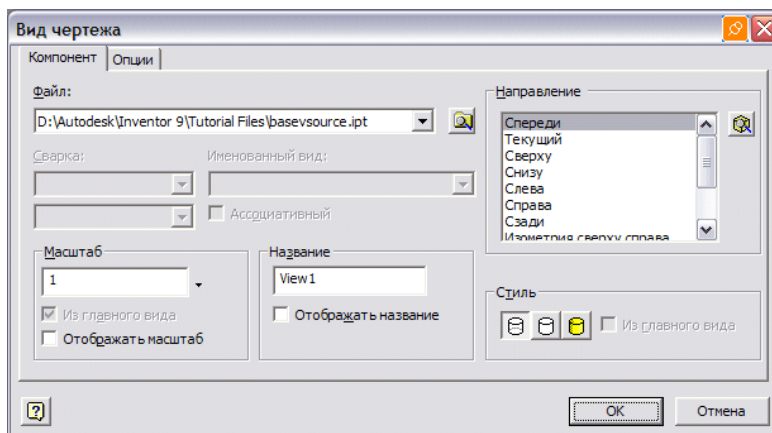 Вид чертежа
Компонент
Опции
Файл:
D:\Autodesk\Inventor 9\Tutorial Files\basevsource.ipt
Сварка:
Именованный вид:
Ассоциативный
Направление
Спереди
Текущий
Сверху
Снизу
Слева
Справа
Сзади
Изометрия сверху справа
Масштаб
1
Из главного вида
Отображать масштаб
Название
View1
Отображать название
Стиль
Из главного вида
OK
Отмена